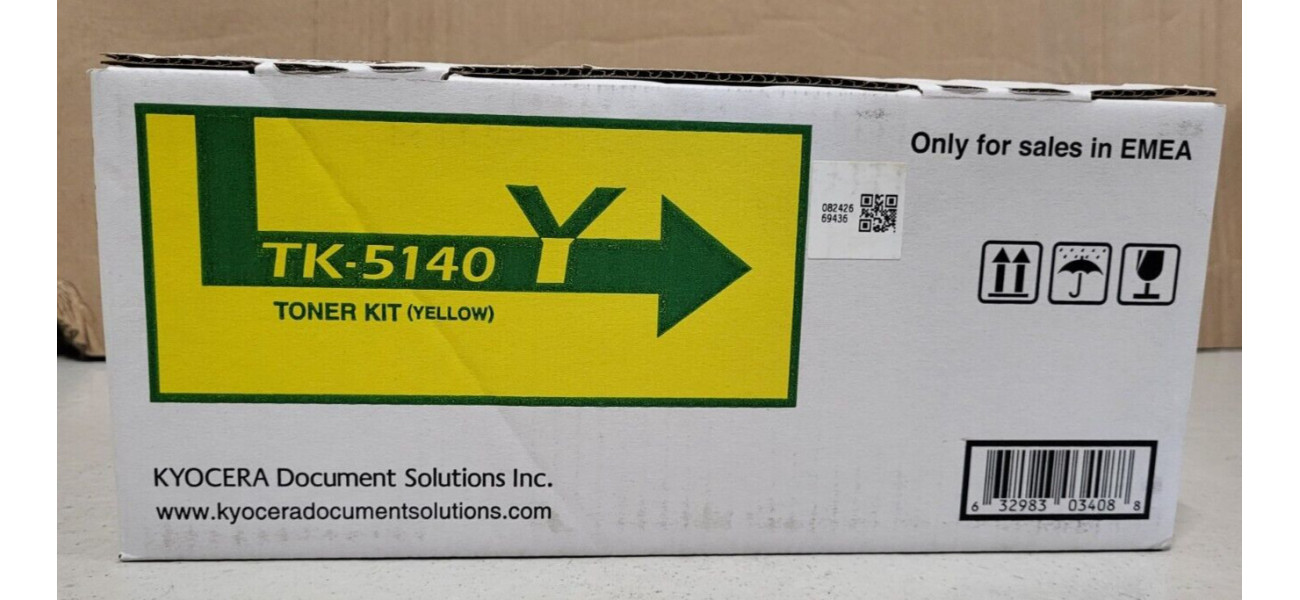 Only for sales in EMEA
082426
69436
Y
TK-5140
TONER KIT (YELLOW)
KYOCERA Document Solutions Inc.
www.kyoceradocumentsolutions.com
6 32983 03408 8